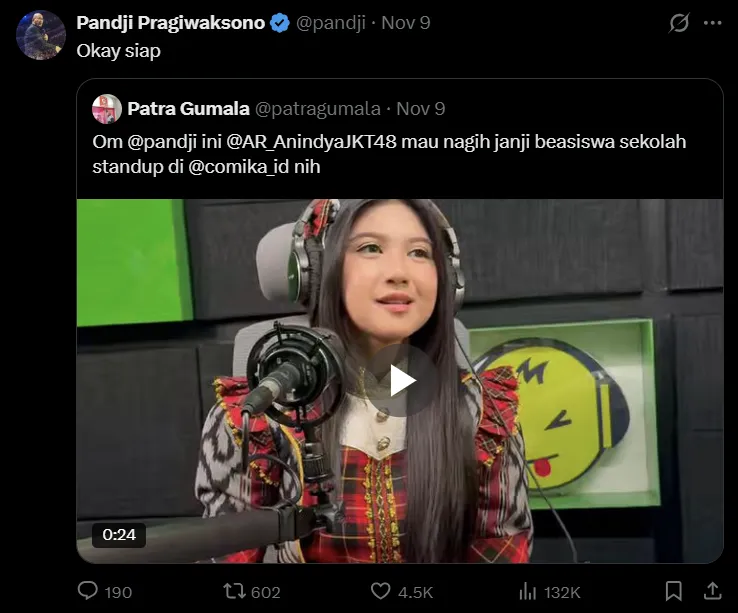 Pandji Pragiwaksono @pandji · Nov 9
Okay siap
Patra Gumala @patragumala · Nov 9
Om @pandji ini @AR_AnindyaJKT48 mau nagih janji beasiswa sekolah
standup di @comika_id nih
0:24
190 602 4.5K 132K